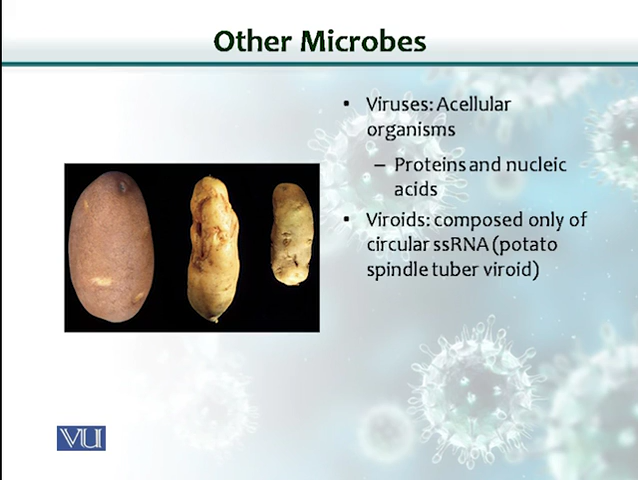 Other Microbes
• Viruses: Acellular
organisms
– Proteins and nucleic
acids
• Viroids: composed only of
circular ssRNA (potato
spindle tuber viroid)
VU